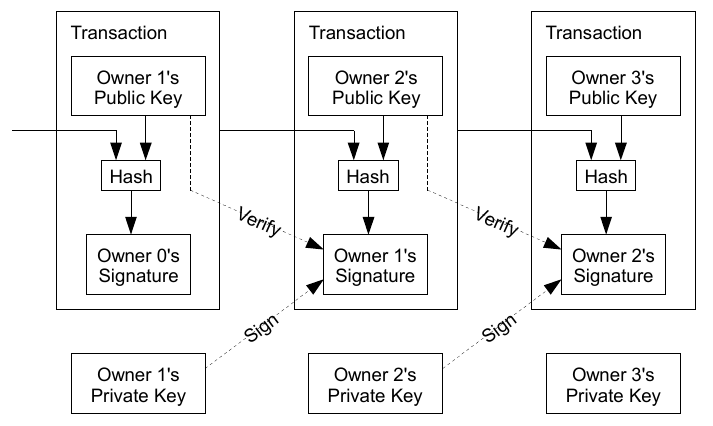 Transaction
Owner 1's
Public Key
Hash
Owner 0's
Signature
Transaction
Owner 2's
Public Key
Hash
Owner 1's
Signature
Transaction
Owner 3's
Public Key
Hash
Owner 2's
Signature
Verify
Verify
Sign
Sign
Owner 1's
Private Key
Owner 2's
Private Key
Owner 3's
Private Key